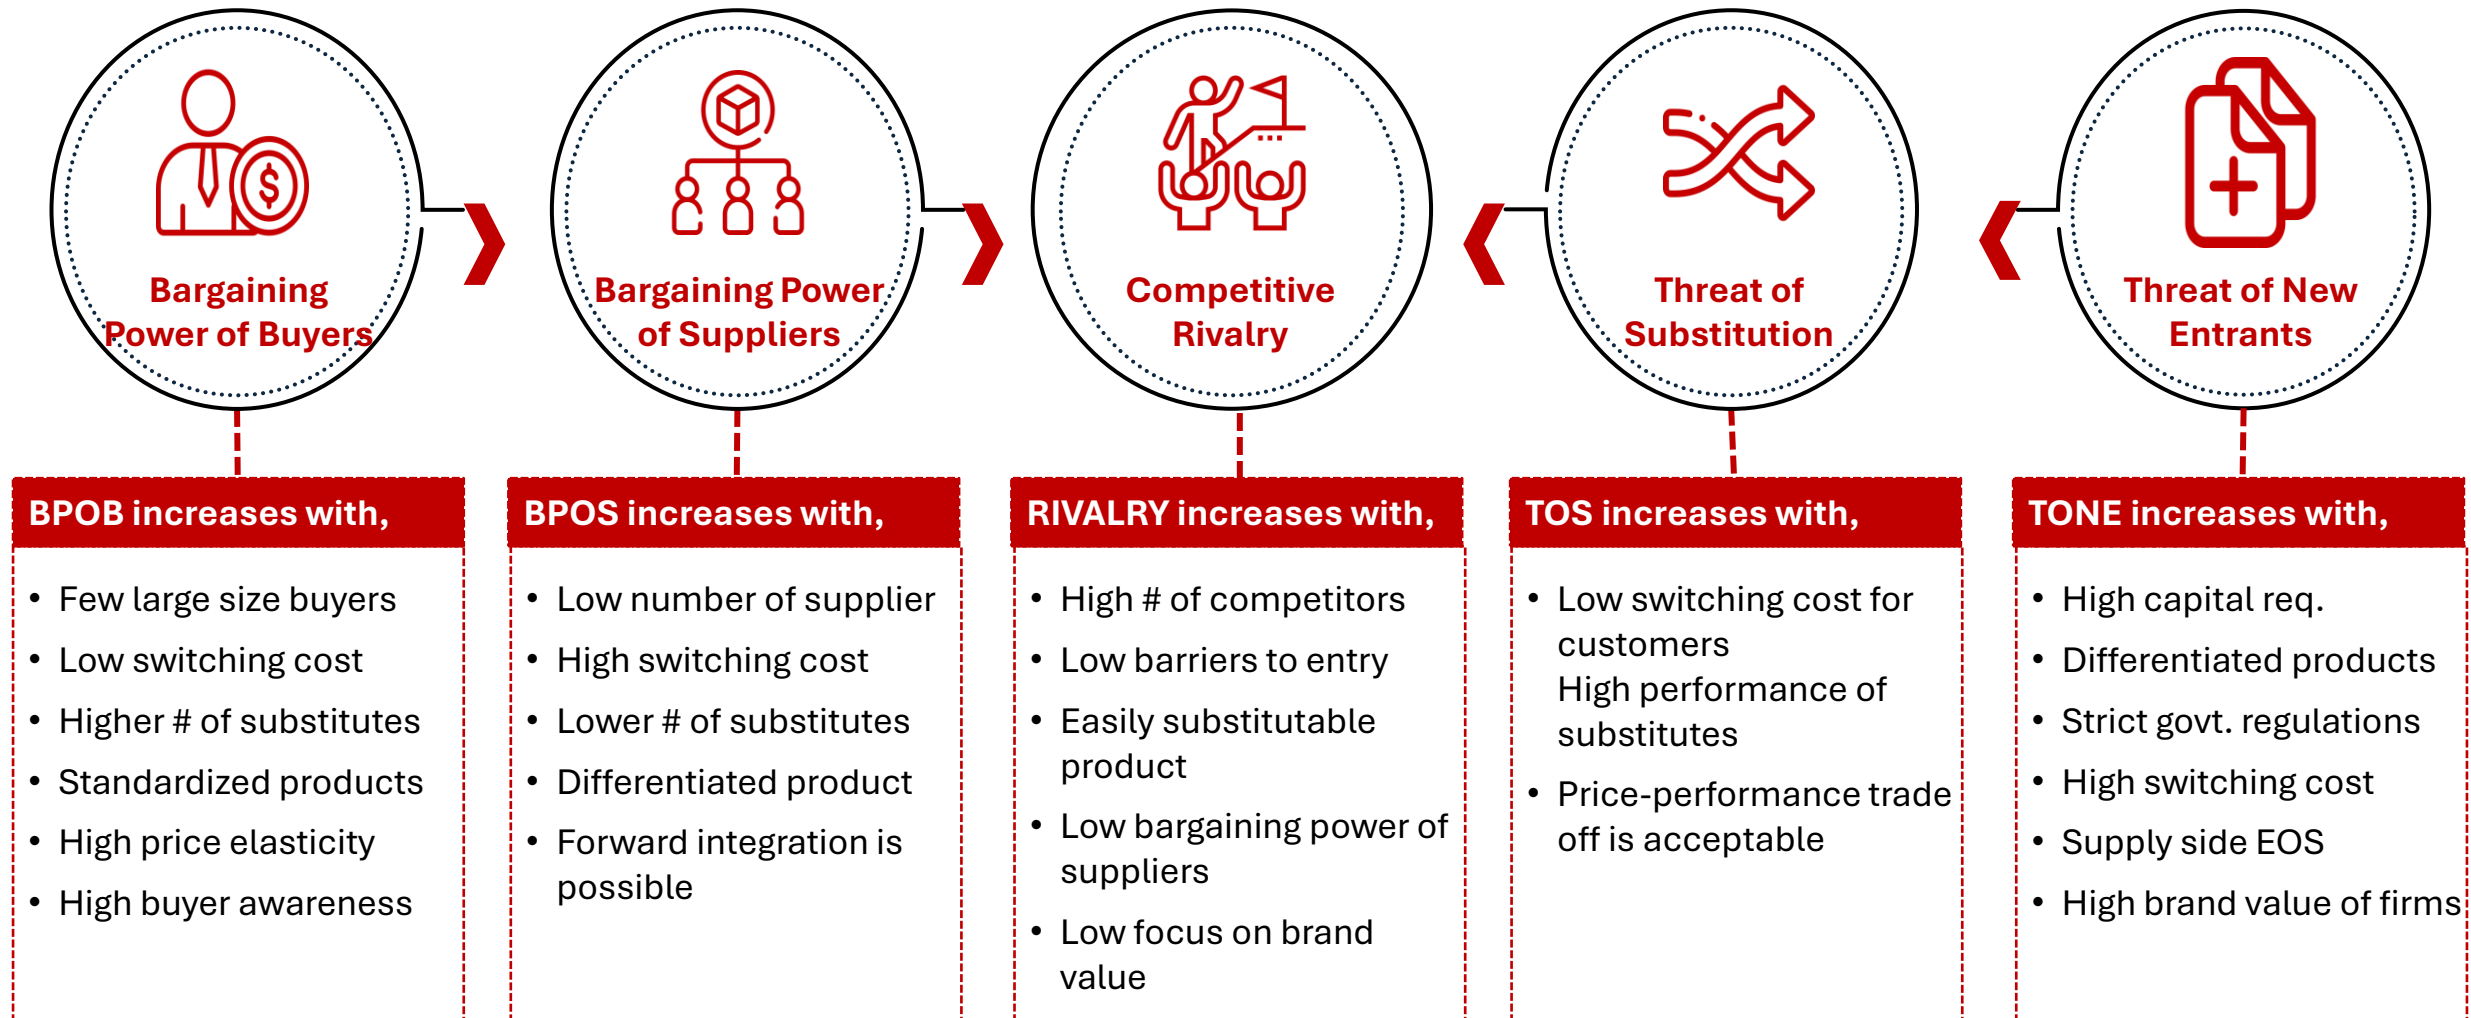 Bargaining
Power of Buyers
Bargaining Power
of Suppliers
Competitive
Rivalry
Threat of
Substitution
Threat of New
Entrants
BPOB increases with,
• Few large size buyers
• Low switching cost
• Higher # of substitutes
• Standardized products
• High price elasticity
• High buyer awareness
BPOS increases with,
• Low number of supplier
• High switching cost
• Lower # of substitutes
• Differentiated product
• Forward integration is
possible
RIVALRY increases with,
• High # of competitors
• Low barriers to entry
• Easily substitutable
product
• Low bargaining power of
suppliers
• Low focus on brand
value
TOS increases with,
• Low switching cost for
customers
High performance of
substitutes
• Price-performance trade
off is acceptable
TONE increases with,
• High capital req.
• Differentiated products
• Strict govt. regulations
• High switching cost
• Supply side EOS
• High brand value of firms